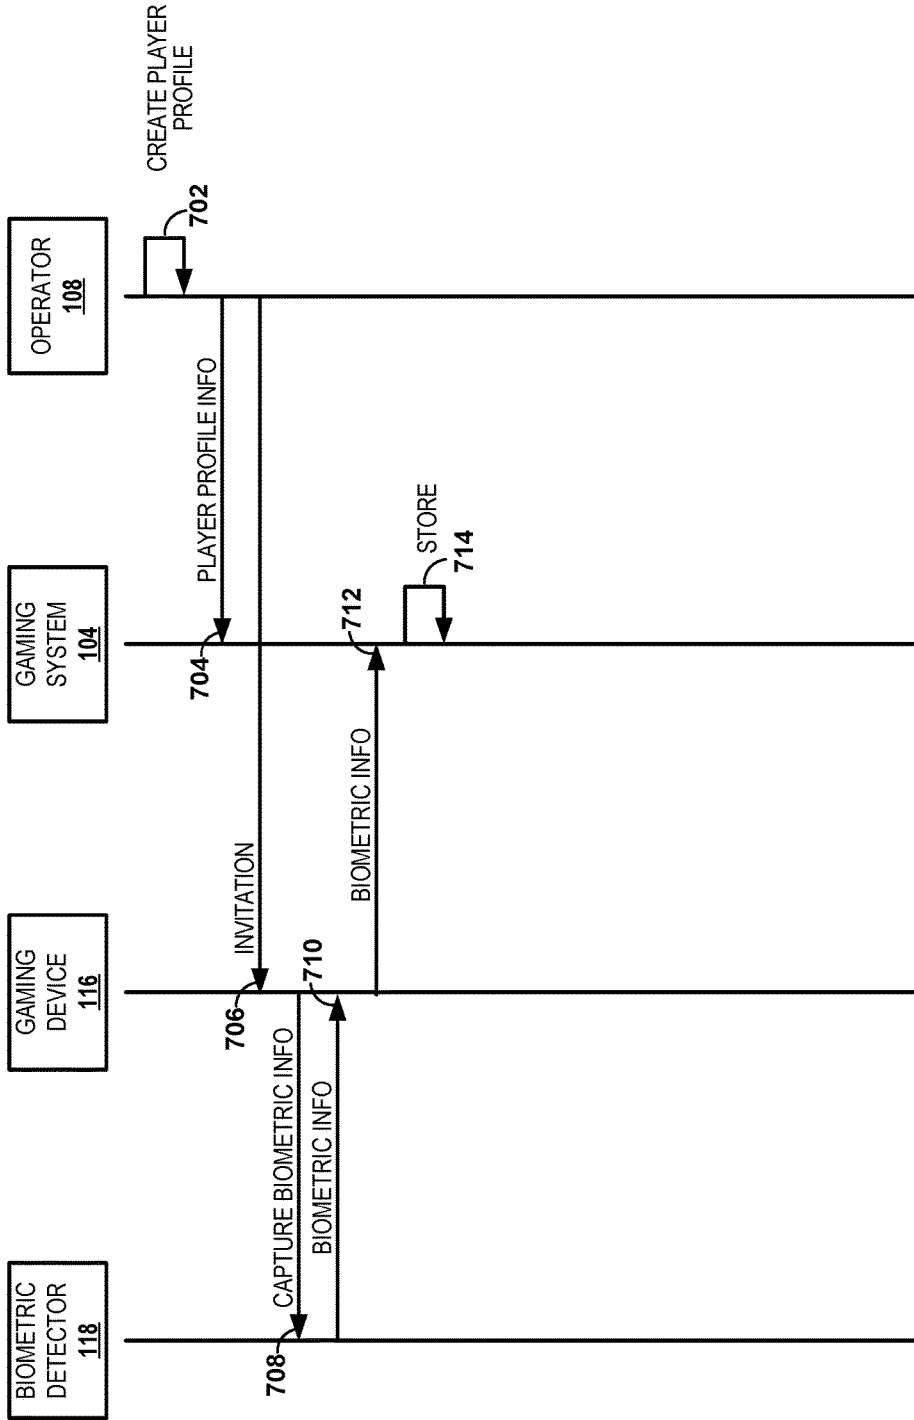 BIOMETRIC
DETECTOR
118
GAMING
DEVICE
116
GAMING
SYSTEM
104
OPERATOR
108
702
CREATE PLAYER
PROFILE
PLAYER PROFILE INFO
704
INVITATION
706
CAPTURE BIOMETRIC INFO
708
BIOMETRIC INFO
710
BIOMETRIC INFO
712
STORE
714